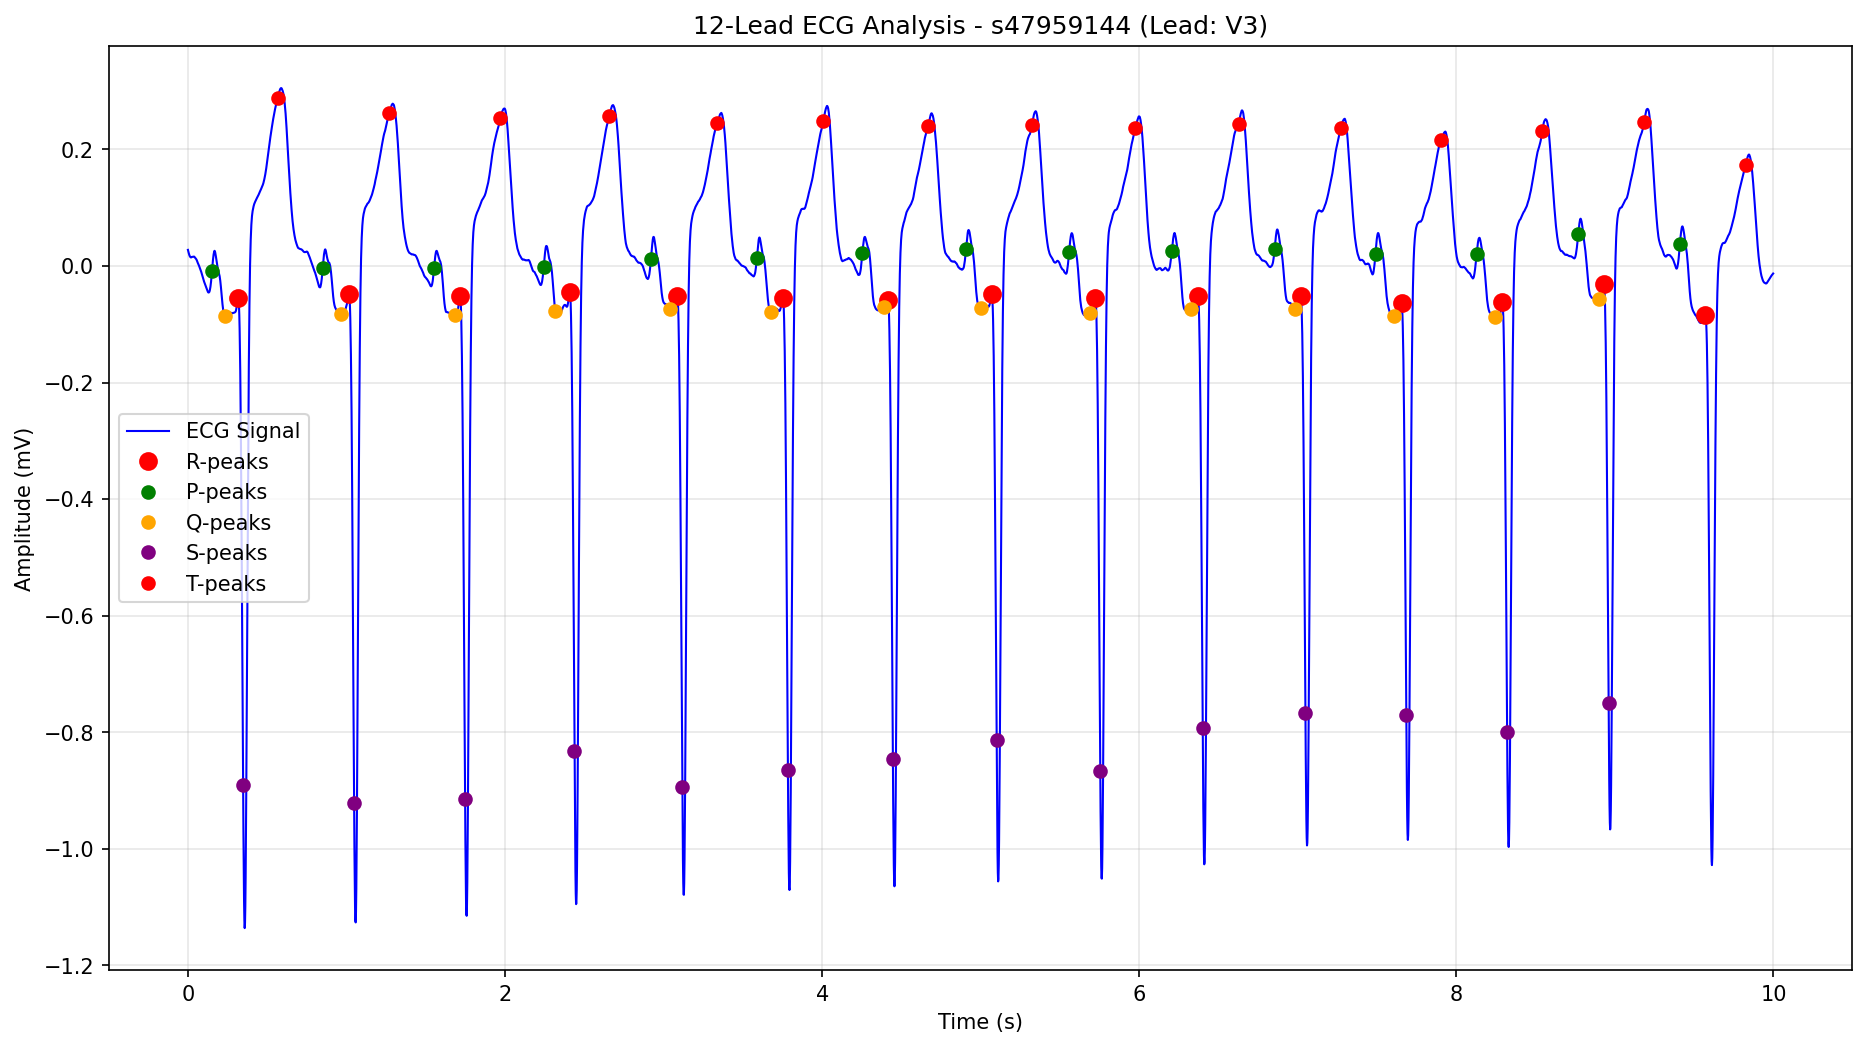 12-Lead ECG Analysis - s47959144 (Lead: V3)
Amplitude (mV)
0.2
0.0
−0.2
−0.4
−0.6
−0.8
−1.0
−1.2
ECG Signal
R-peaks
P-peaks
Q-peaks
S-peaks
T-peaks
0 2 4 6 8 10
Time (s)